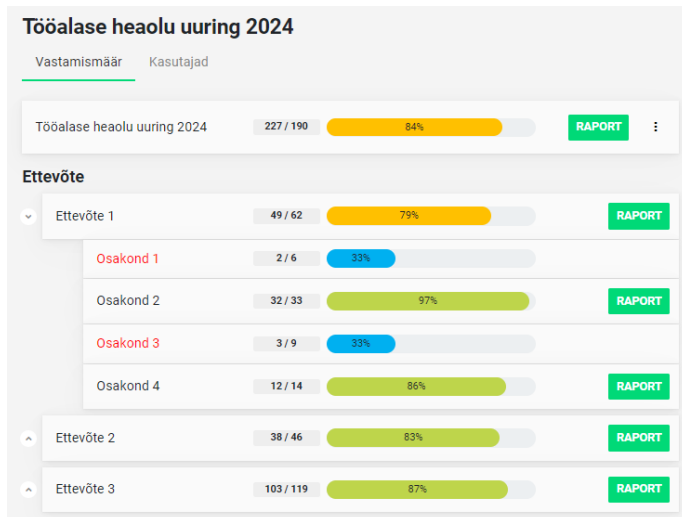 Tööalase heaolu uuring 2024
Vastamismäär Kasutajad
Tööalase heaolu uuring 2024 227 / 190 84% RAPORT
Ettevõte
Ettevõte 1 49 / 62 79% RAPORT
Osakond 1 2 / 6 33%
Osakond 2 32 / 33 97% RAPORT
Osakond 3 3 / 9 33%
Osakond 4 12 / 14 86% RAPORT
Ettevõte 2 38 / 46 83% RAPORT
Ettevõte 3 103 / 119 87% RAPORT